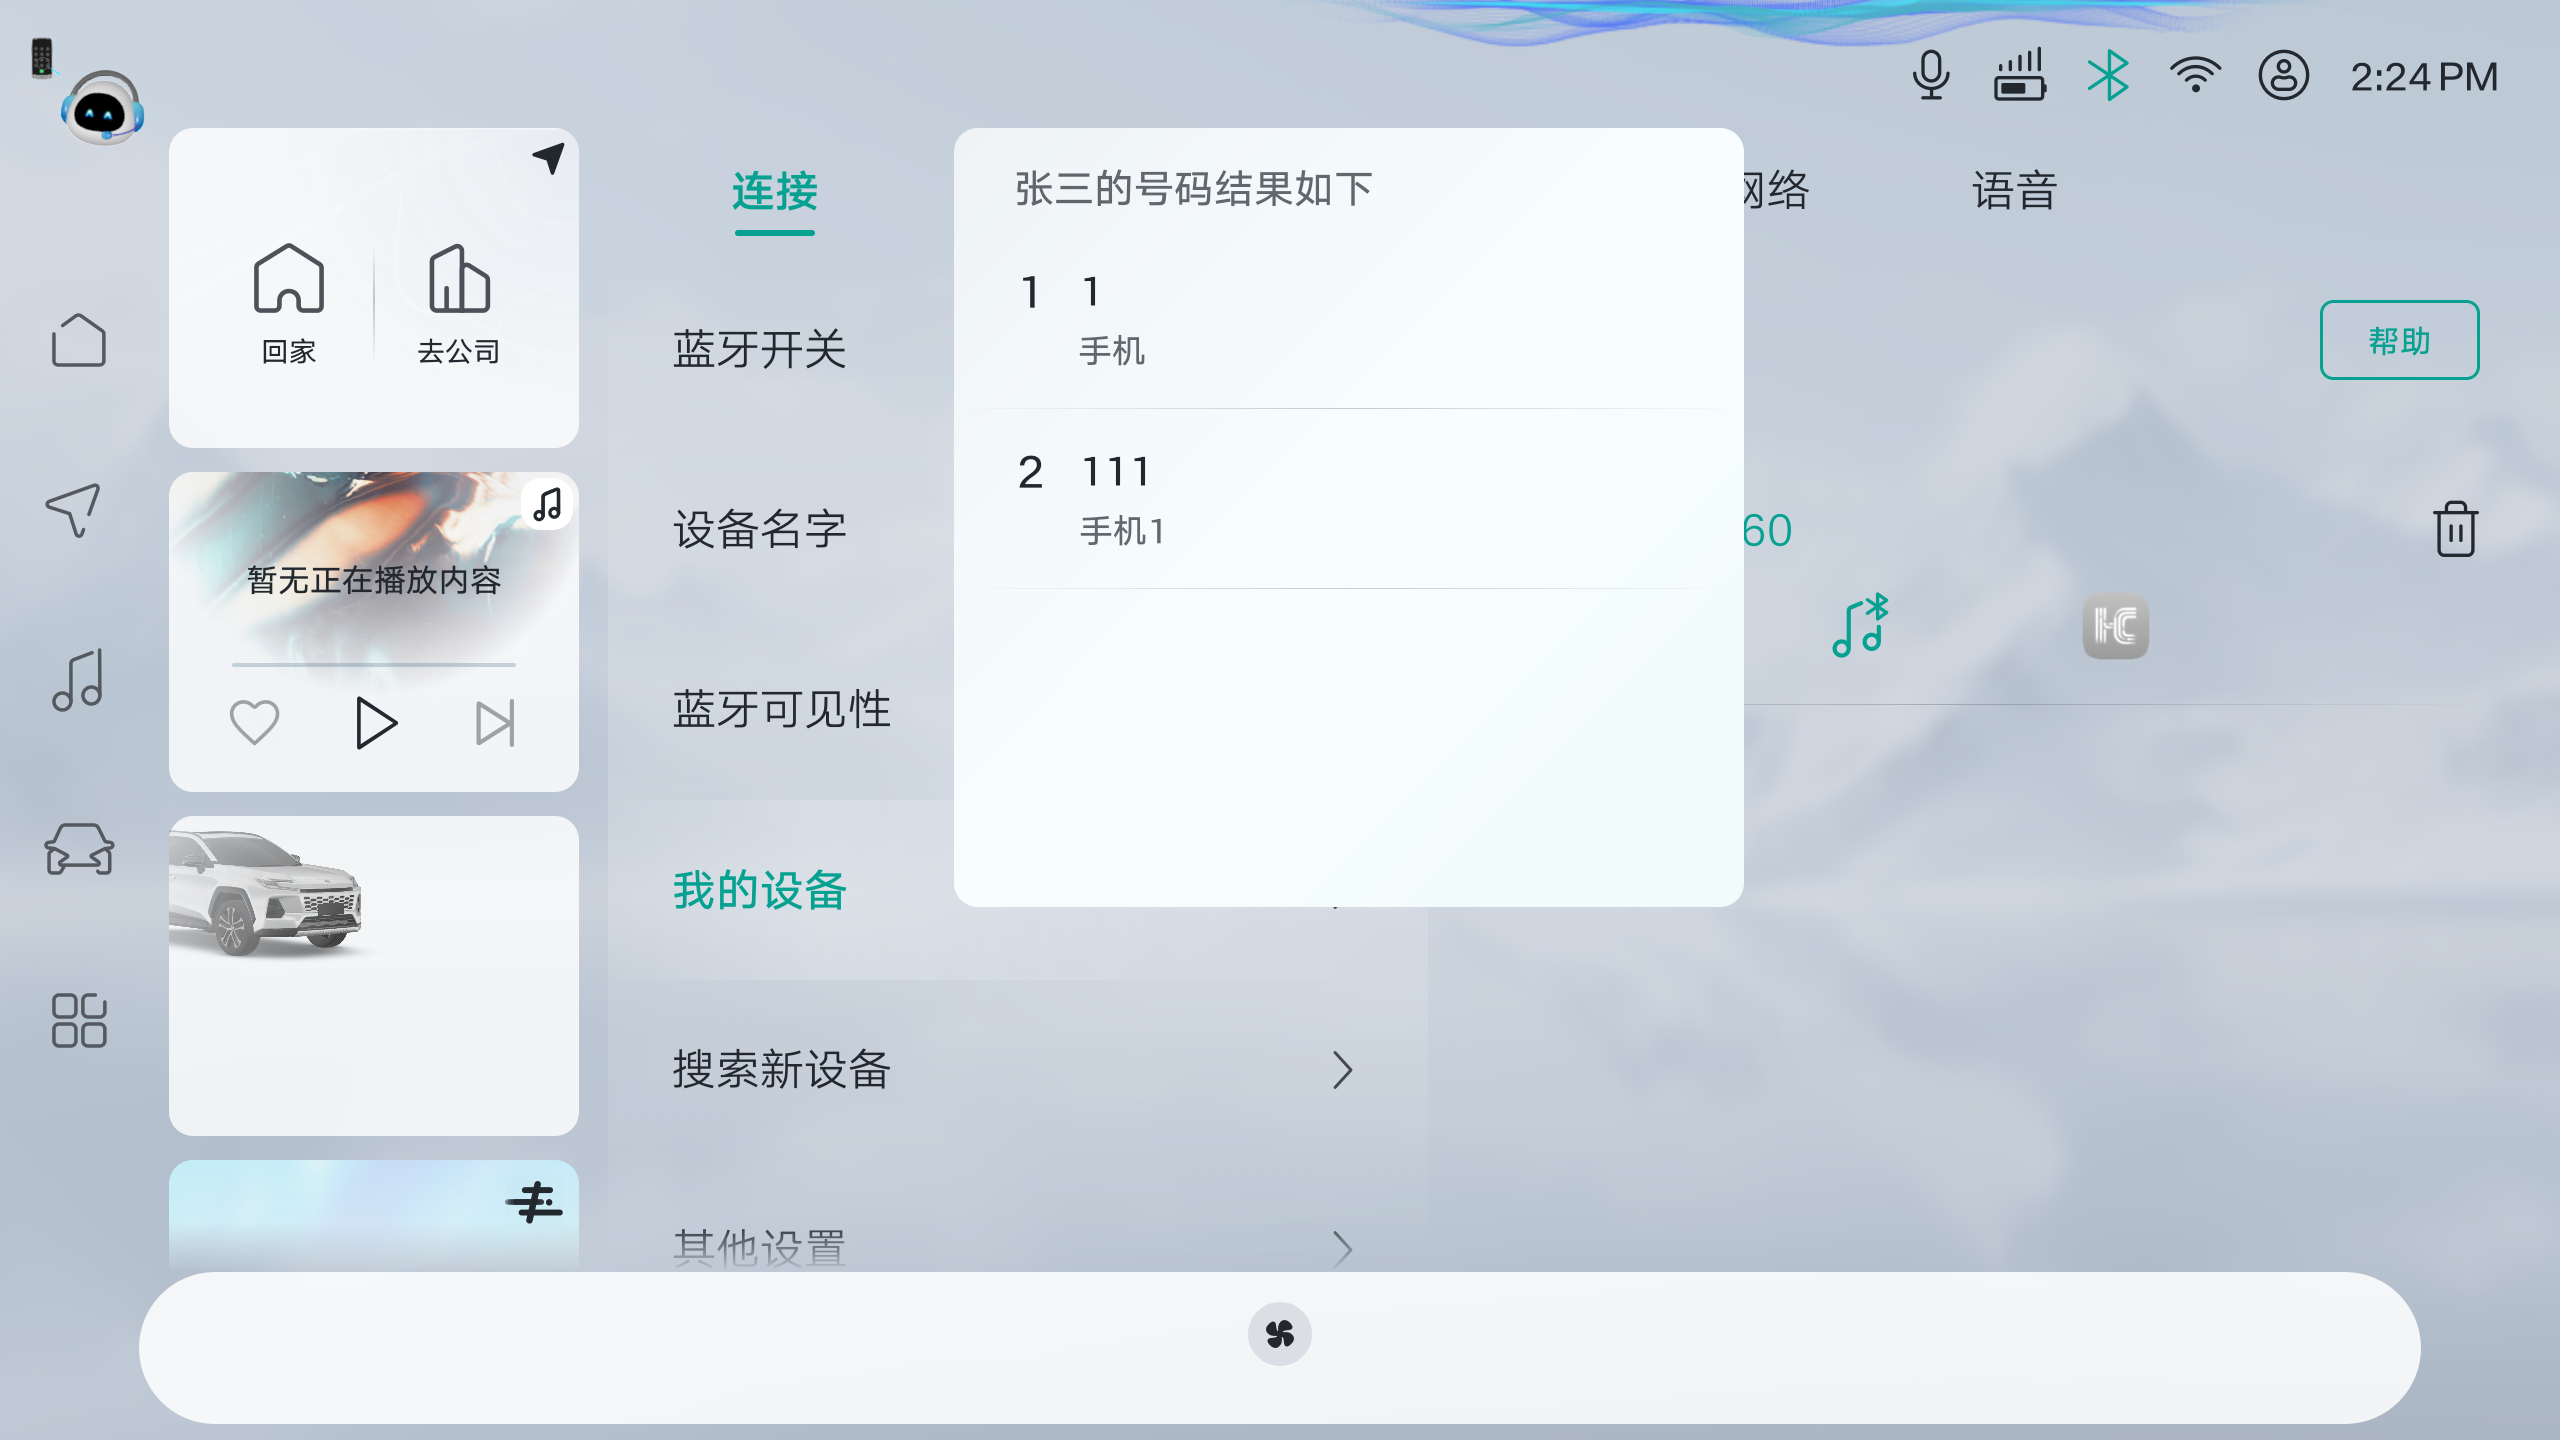 2:24 PM
连接
网络
语音
回家
去公司
张三的号码结果如下
1
1
手机
2
111
手机1
蓝牙开关
帮助
设备名字
60
暂无正在播放内容
蓝牙可见性
我的设备
搜索新设备
其他设置